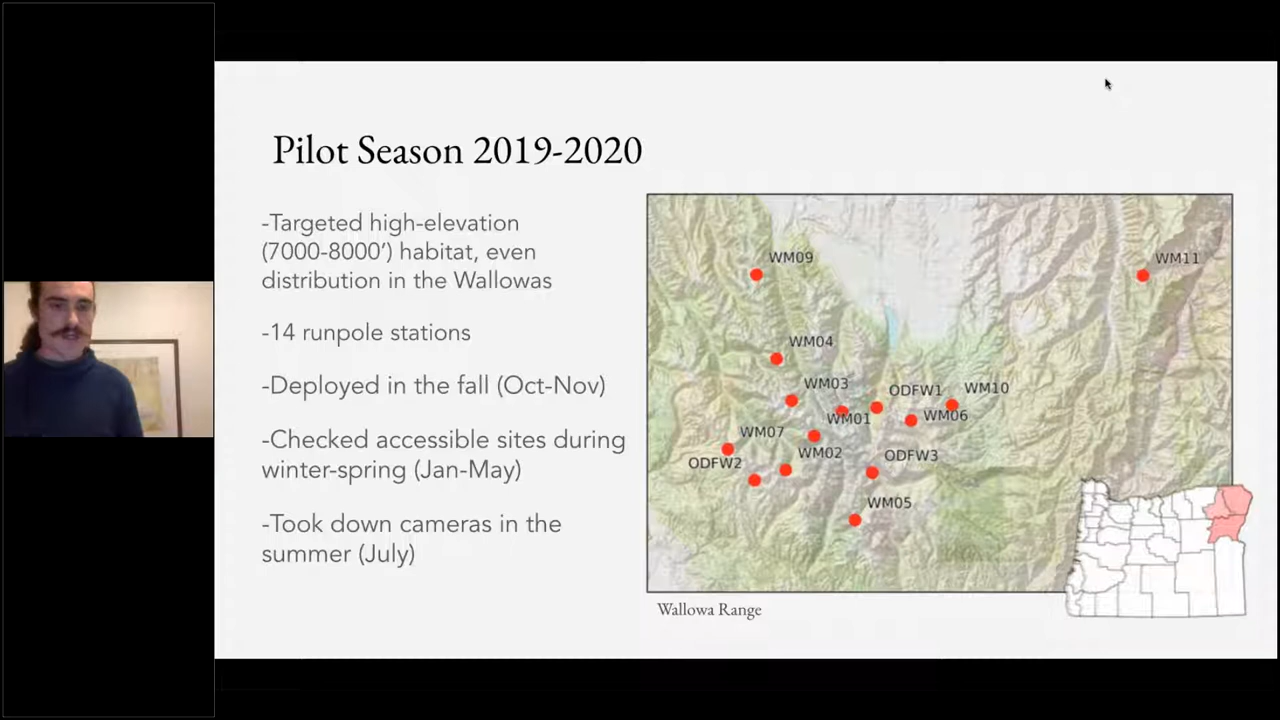 Pilot Season 2019-2020
-Targeted high-elevation
(7000-8000’) habitat, even
distribution in the Wallowas
-14 runpole stations
-Deployed in the fall (Oct-Nov)
-Checked accessible sites during
winter-spring (Jan-May)
-Took down cameras in the
summer (July)
WM09
WM11
WM04
WM03
ODFW1
WM10
WM01
WM06
WM07
WM02
ODFW3
ODFW2
WM05
Wallowa Range